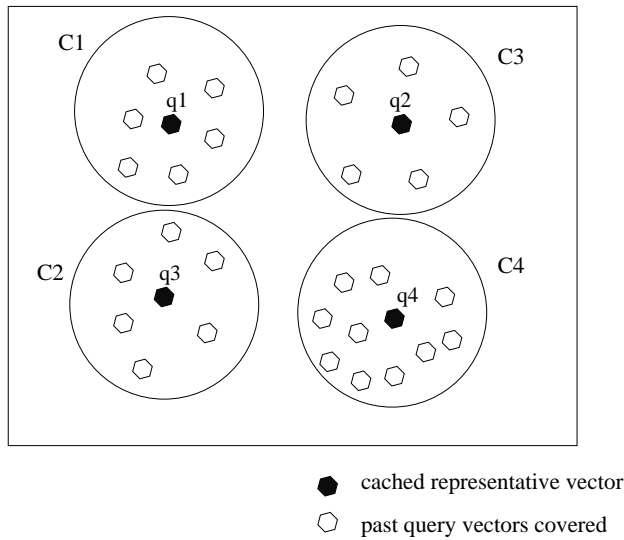 C1
q1
C3
q2
C2
q3
C4
q4
cached representative vector
past query vectors covered